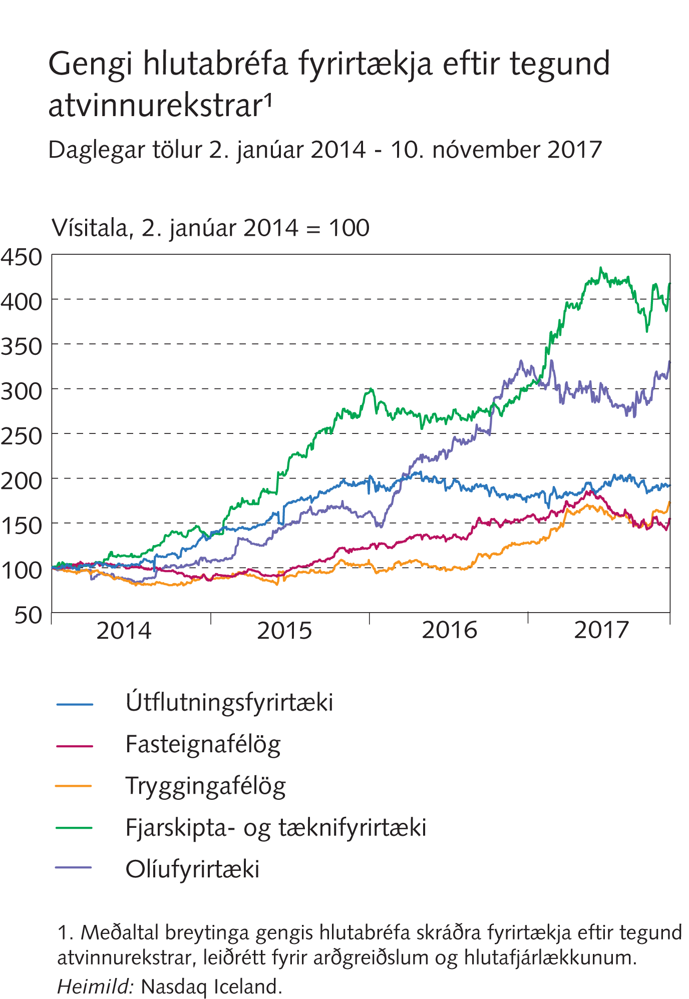 Gengi hlutabréfa fyrirtækja eftir tegund
atvinnurekstrar¹
Daglegar tölur 2. janúar 2014 - 10. nóvember 2017
Vísitala, 2. janúar 2014 = 100
450
400
350
300
250
200
150
100
50
2014 2015 2016 2017
Útflutningsfyrirtæki
Fasteignafélög
Tryggingafélög
Fjarskipta- og tæknifyrirtæki
Olíufyrirtæki
1. Meðaltal breytinga gengis hlutabréfa skráðra fyrirtækja eftir tegund
atvinnurekstrar, leiðrétt fyrir arðgreiðslum og hlutafjárlækkunum.
Heimild: Nasdaq Iceland.